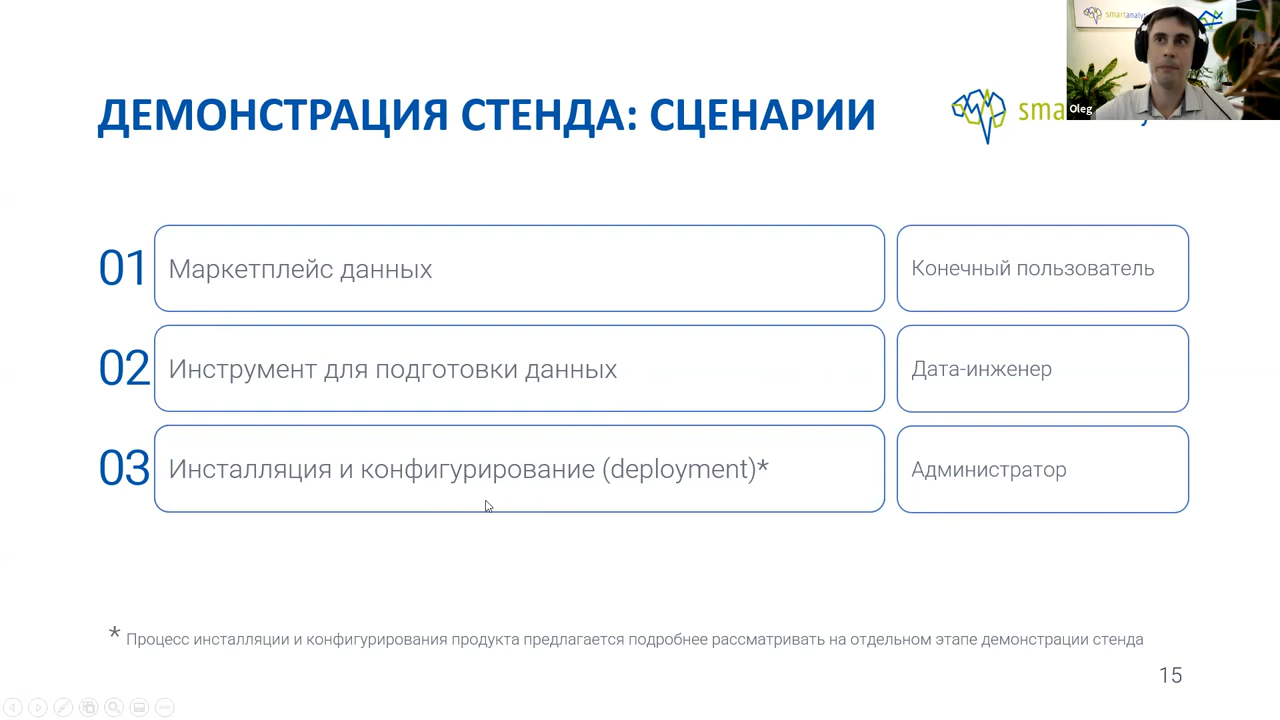 smartanaly
Oleg
ДЕМОНСТРАЦИЯ СТЕНДА: СЦЕНАРИИ
sma
01 Маркетплейс данных Конечный пользователь
02 Инструмент для подготовки данных Дата-инженер
03 Инсталляция и конфигурирование (deployment)* Администратор
* Процесс инсталляции и конфигурирования продукта предлагается подробнее рассматривать на отдельном этапе демонстрации стенда
15